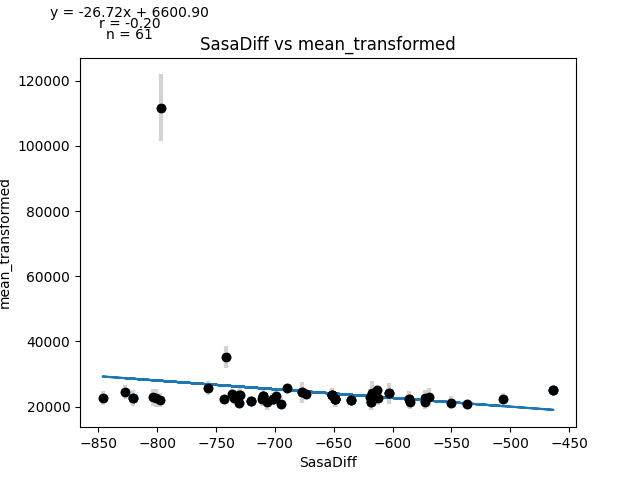 y = -26.72x + 6600.90
r = -0.20
n = 61
SasaDiff vs mean_transformed
120000
100000
80000
60000
40000
20000
mean_transformed
−850 −800 −750 −700 −650 −600 −550 −500 −450
SasaDiff